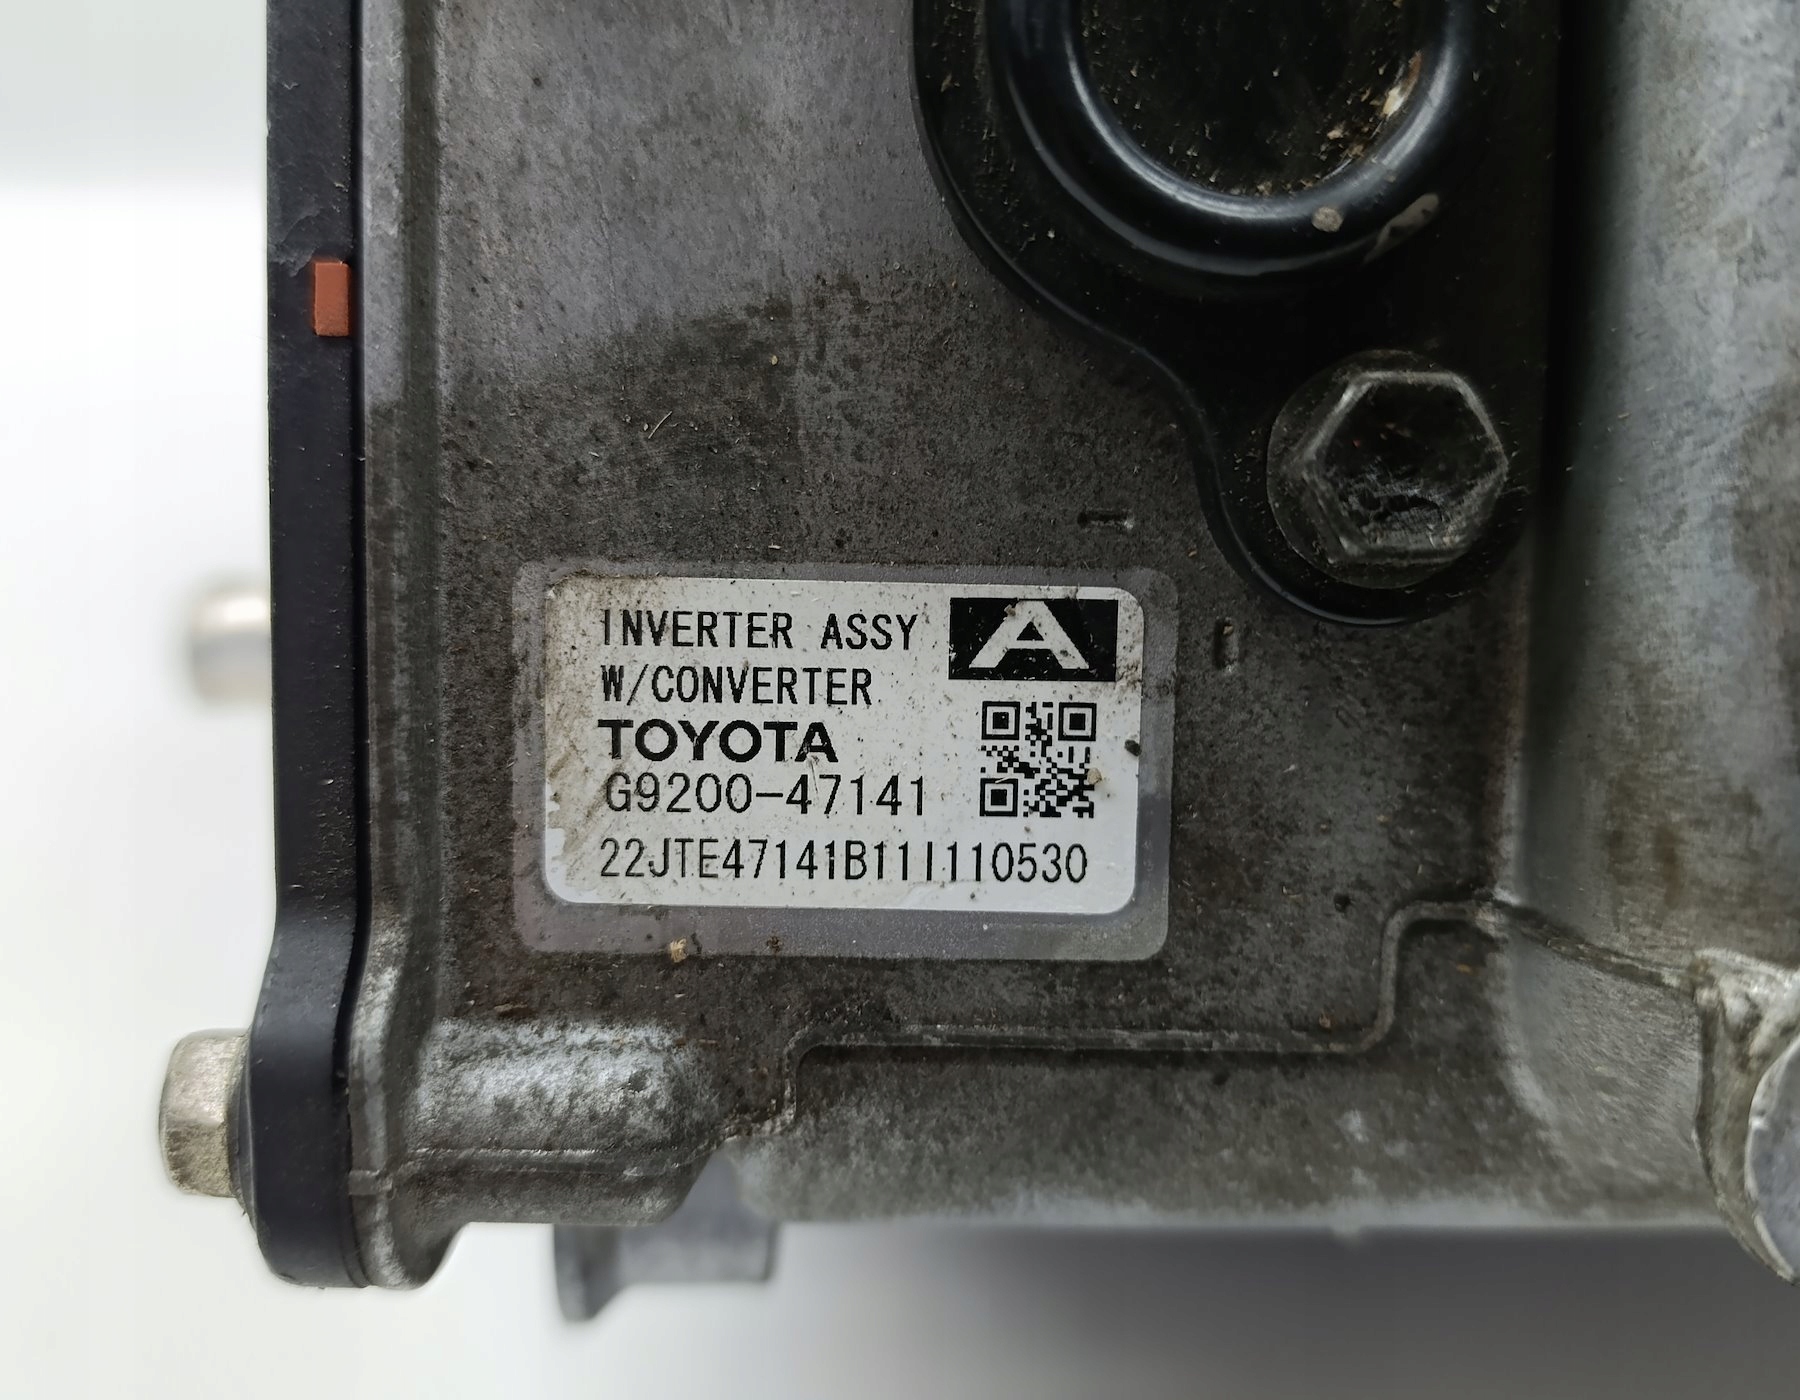 INVERTER ASSY
A
W/CONVERTER
TOYOTA
G9200-47141
22JTE47141B11I110530